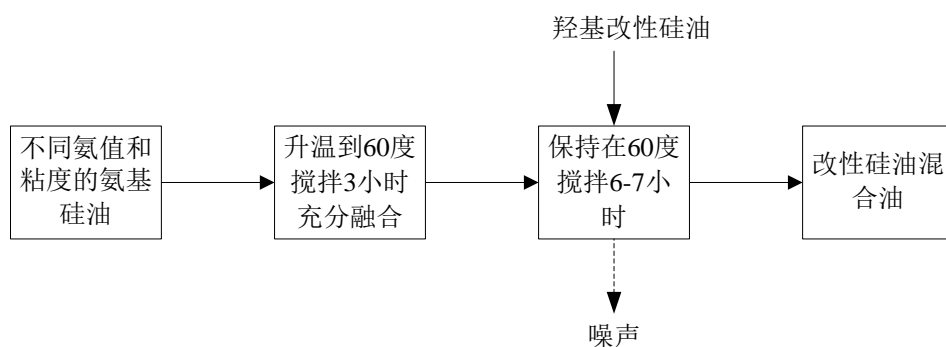 羟基改性硅油
不同氨值和
粘度的氨基
硅油
升温到60度
搅拌3小时
充分融合
保持在60度
搅拌6-7小
时
改性硅油混
合油
噪声